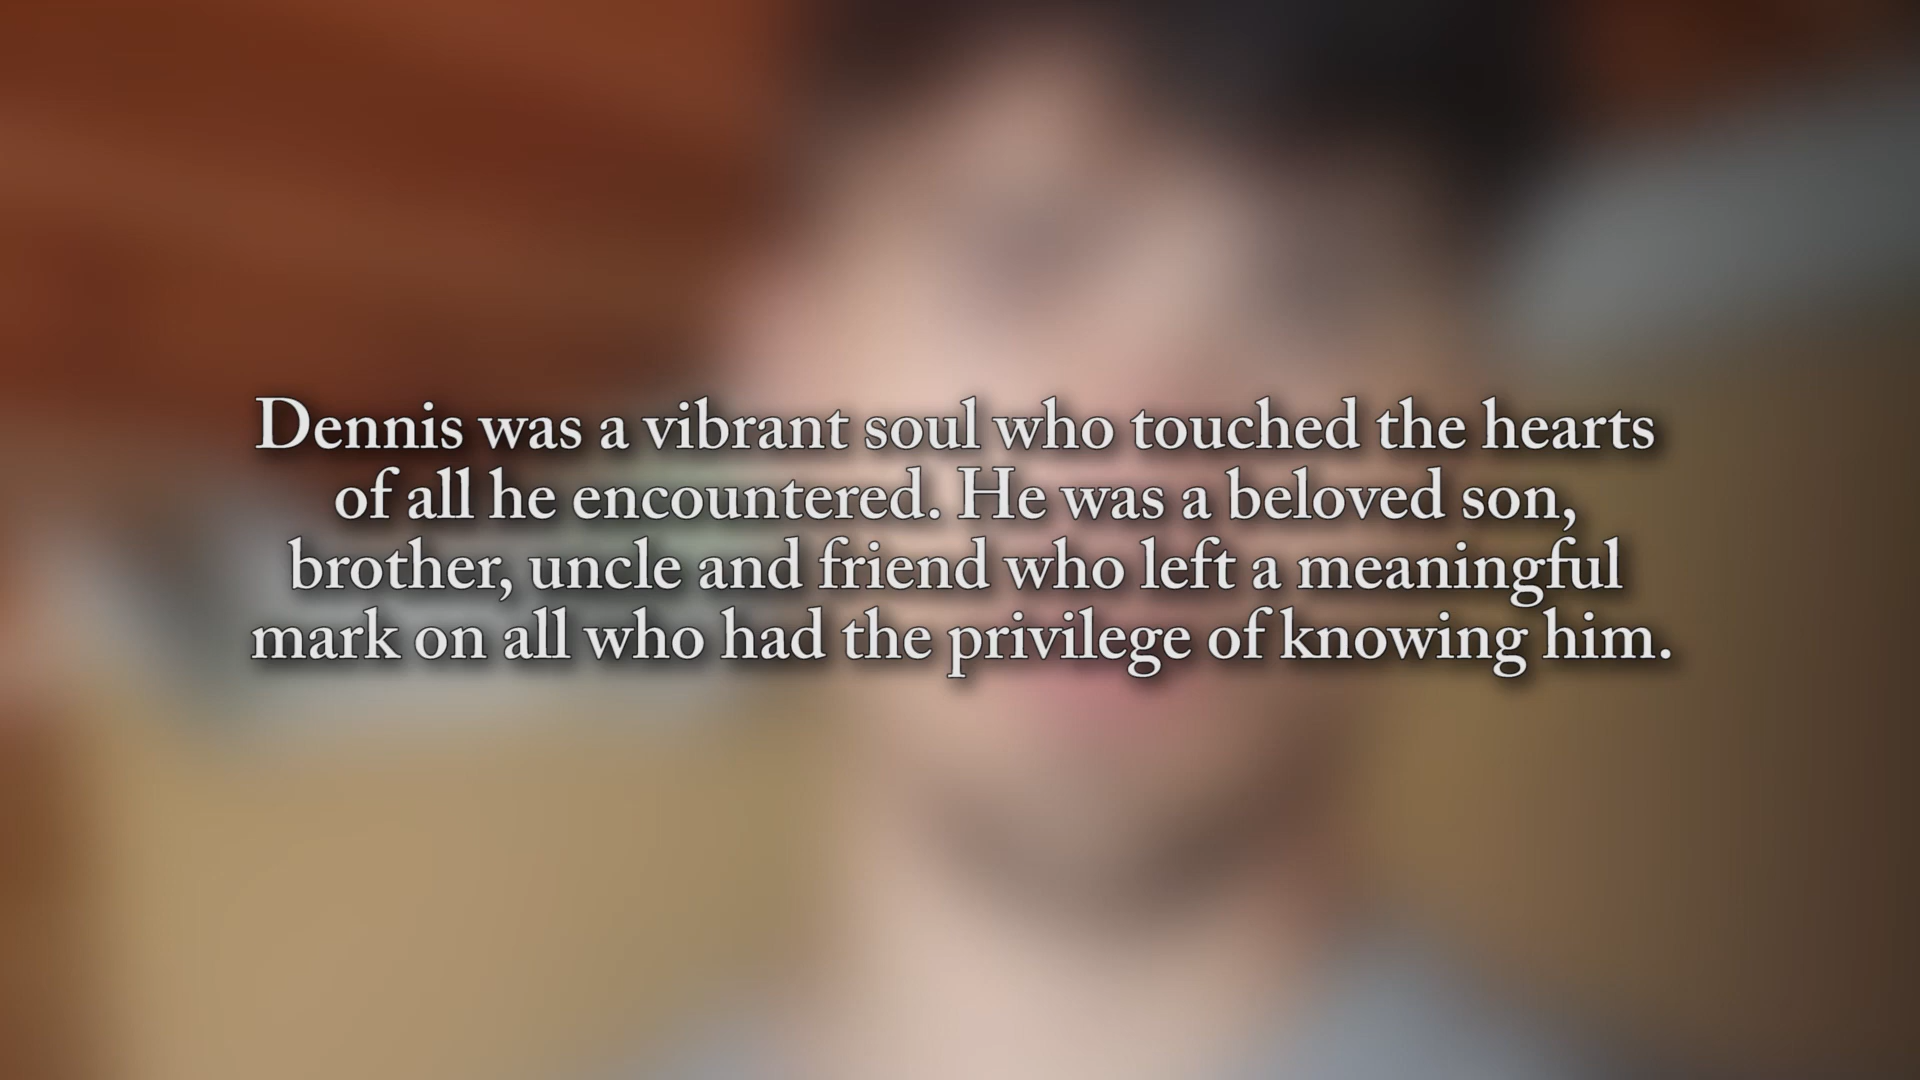 Dennis was a vibrant soul who touched the hearts
of all he encountered. He was a beloved son,
brother, uncle and friend who left a meaningful
mark on all who had the privilege of knowing him.